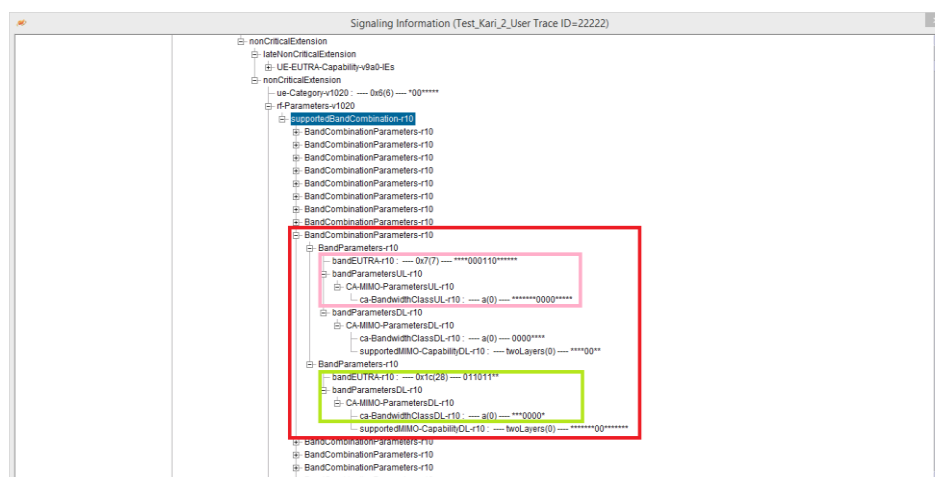 Signaling Information (Test_Kari_2_User Trace ID=22222)
nonCriticalExtension
lateNonCriticalExtension
UE-EUTRA-Capability-v9a0-IEs
nonCriticalExtension
ue-Category-v1020 : ---- 0x6(6) ---- *00*****
rf-Parameters-v1020
supportedBandCombination-r10
BandCombinationParameters-r10
BandCombinationParameters-r10
BandCombinationParameters-r10
BandCombinationParameters-r10
BandCombinationParameters-r10
BandCombinationParameters-r10
BandCombinationParameters-r10
BandCombinationParameters-r10
BandCombinationParameters-r10
BandParameters-r10
bandEUTRA-r10 : ---- 0x7(7) ---- ****000110******
bandParametersUL-r10
CA-MIMO-ParametersUL-r10
ca-BandwidthClassUL-r10 : ---- a(0) ---- *******0000*****
bandParametersDL-r10
CA-MIMO-ParametersDL-r10
ca-BandwidthClassDL-r10 : ---- a(0) ---- 0000****
supportedMIMO-CapabilityDL-r10 : ---- twoLayers(0) ---- ****00**
BandParameters-r10
bandEUTRA-r10 : ---- 0x1c(28) ---- 011011**
bandParametersDL-r10
CA-MIMO-ParametersDL-r10
ca-BandwidthClassDL-r10 : ---- a(0) ---- ***0000*
supportedMIMO-CapabilityDL-r10 : ---- twoLayers(0) ---- *******00*******
BandCombinationParameters-r10
BandCombinationParameters-r10
BandCombinationParameters-r10